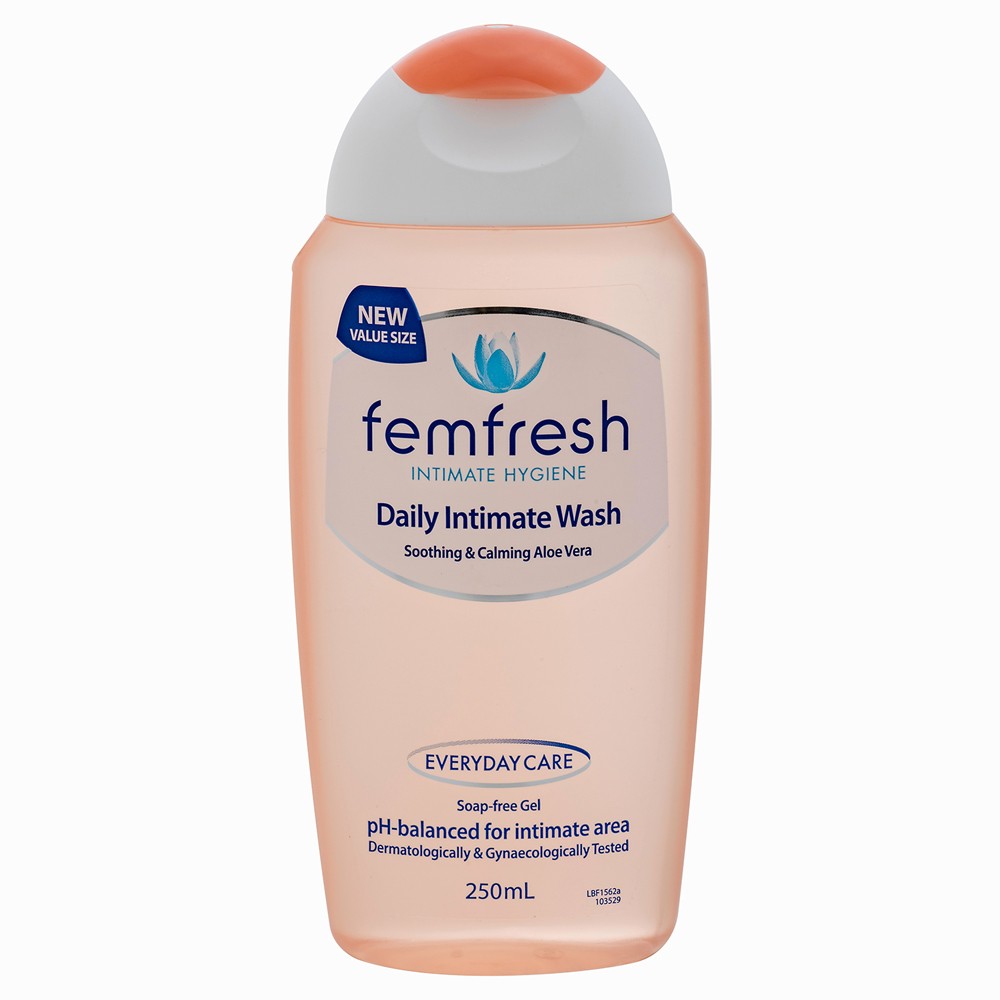 NEW
VALUE SIZE
femfresh
INTIMATE HYGIENE
Daily Intimate Wash
Soothing & Calming Aloe Vera
EVERYDAY CARE
Soap-free Gel
pH-balanced for intimate area
Dermatologically & Gynaecologically Tested
250mL
LBF1562a
103529